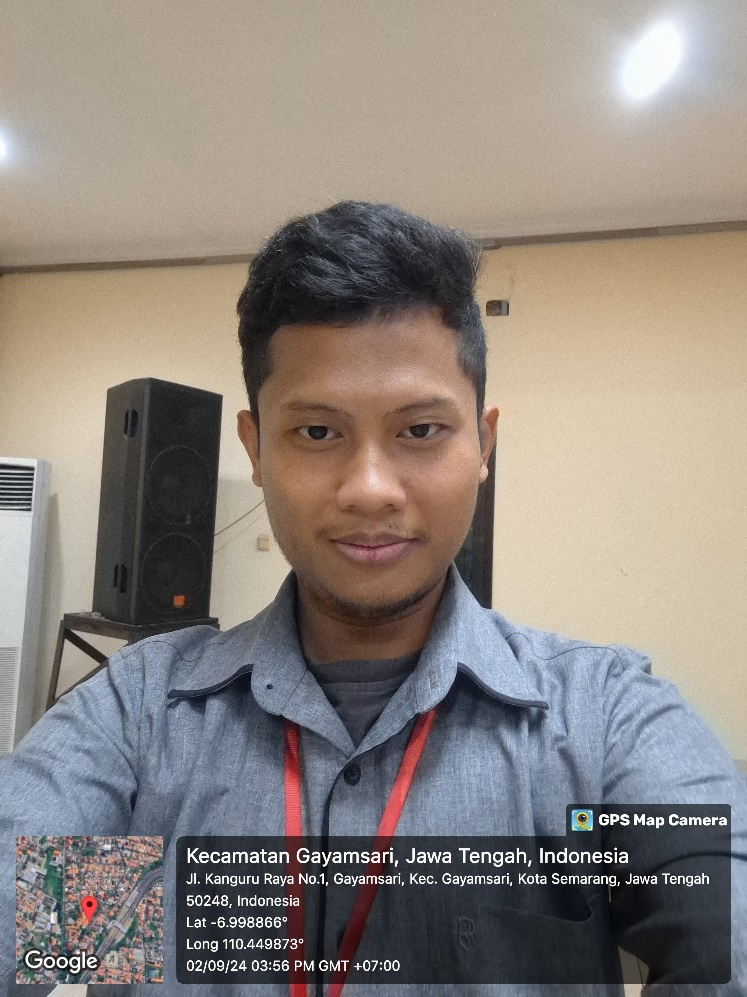 GPS Map Camera
Kecamatan Gayamsari, Jawa Tengah, Indonesia
Jl. Kanguru Raya No.1, Gayamsari, Kec. Gayamsari, Kota Semarang, Jawa Tengah
50248, Indonesia
Lat -6.998866°
Long 110.449873°
02/09/24 03:56 PM GMT +07:00
Google